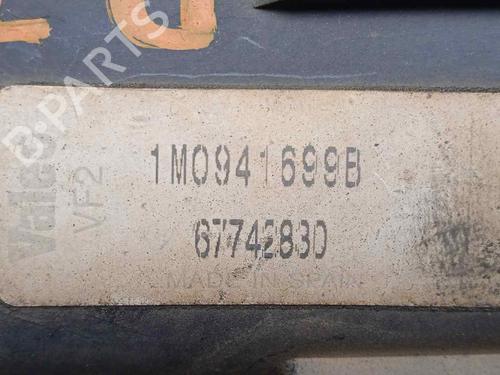 Valeo
VF2
1M0941699B
67742830
MADE IN SPAIN
B-PARTS